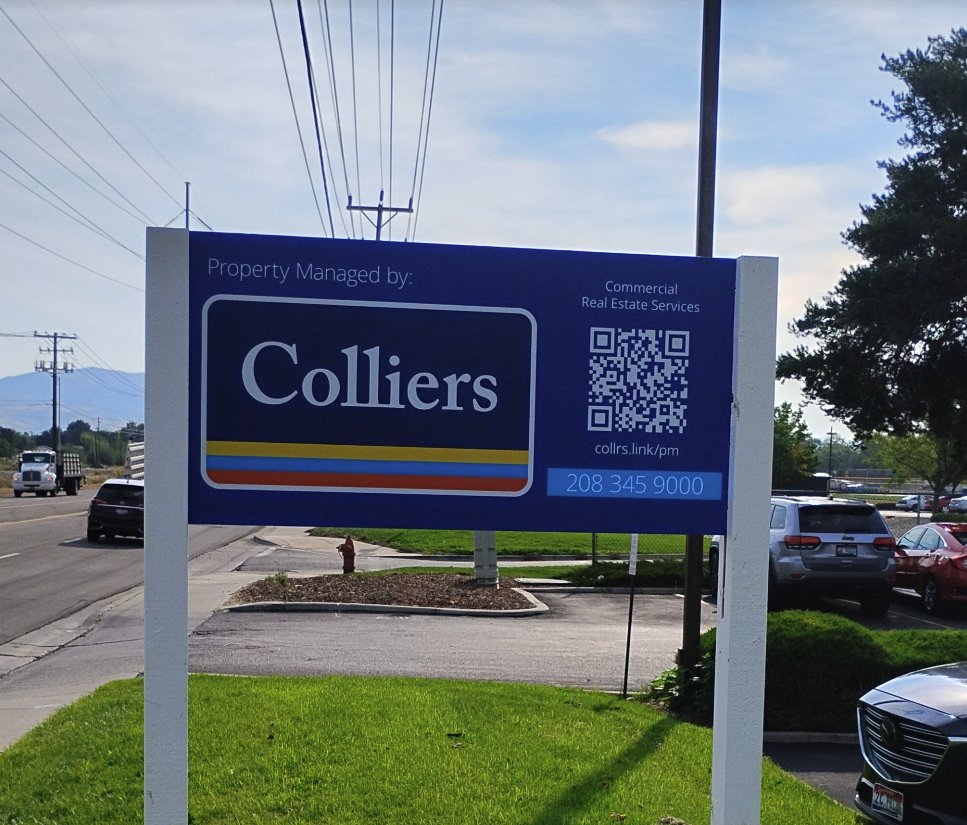 Property Managed by:
Colliers
Commercial
Real Estate Services
collrs.link/pm
208 345 9000